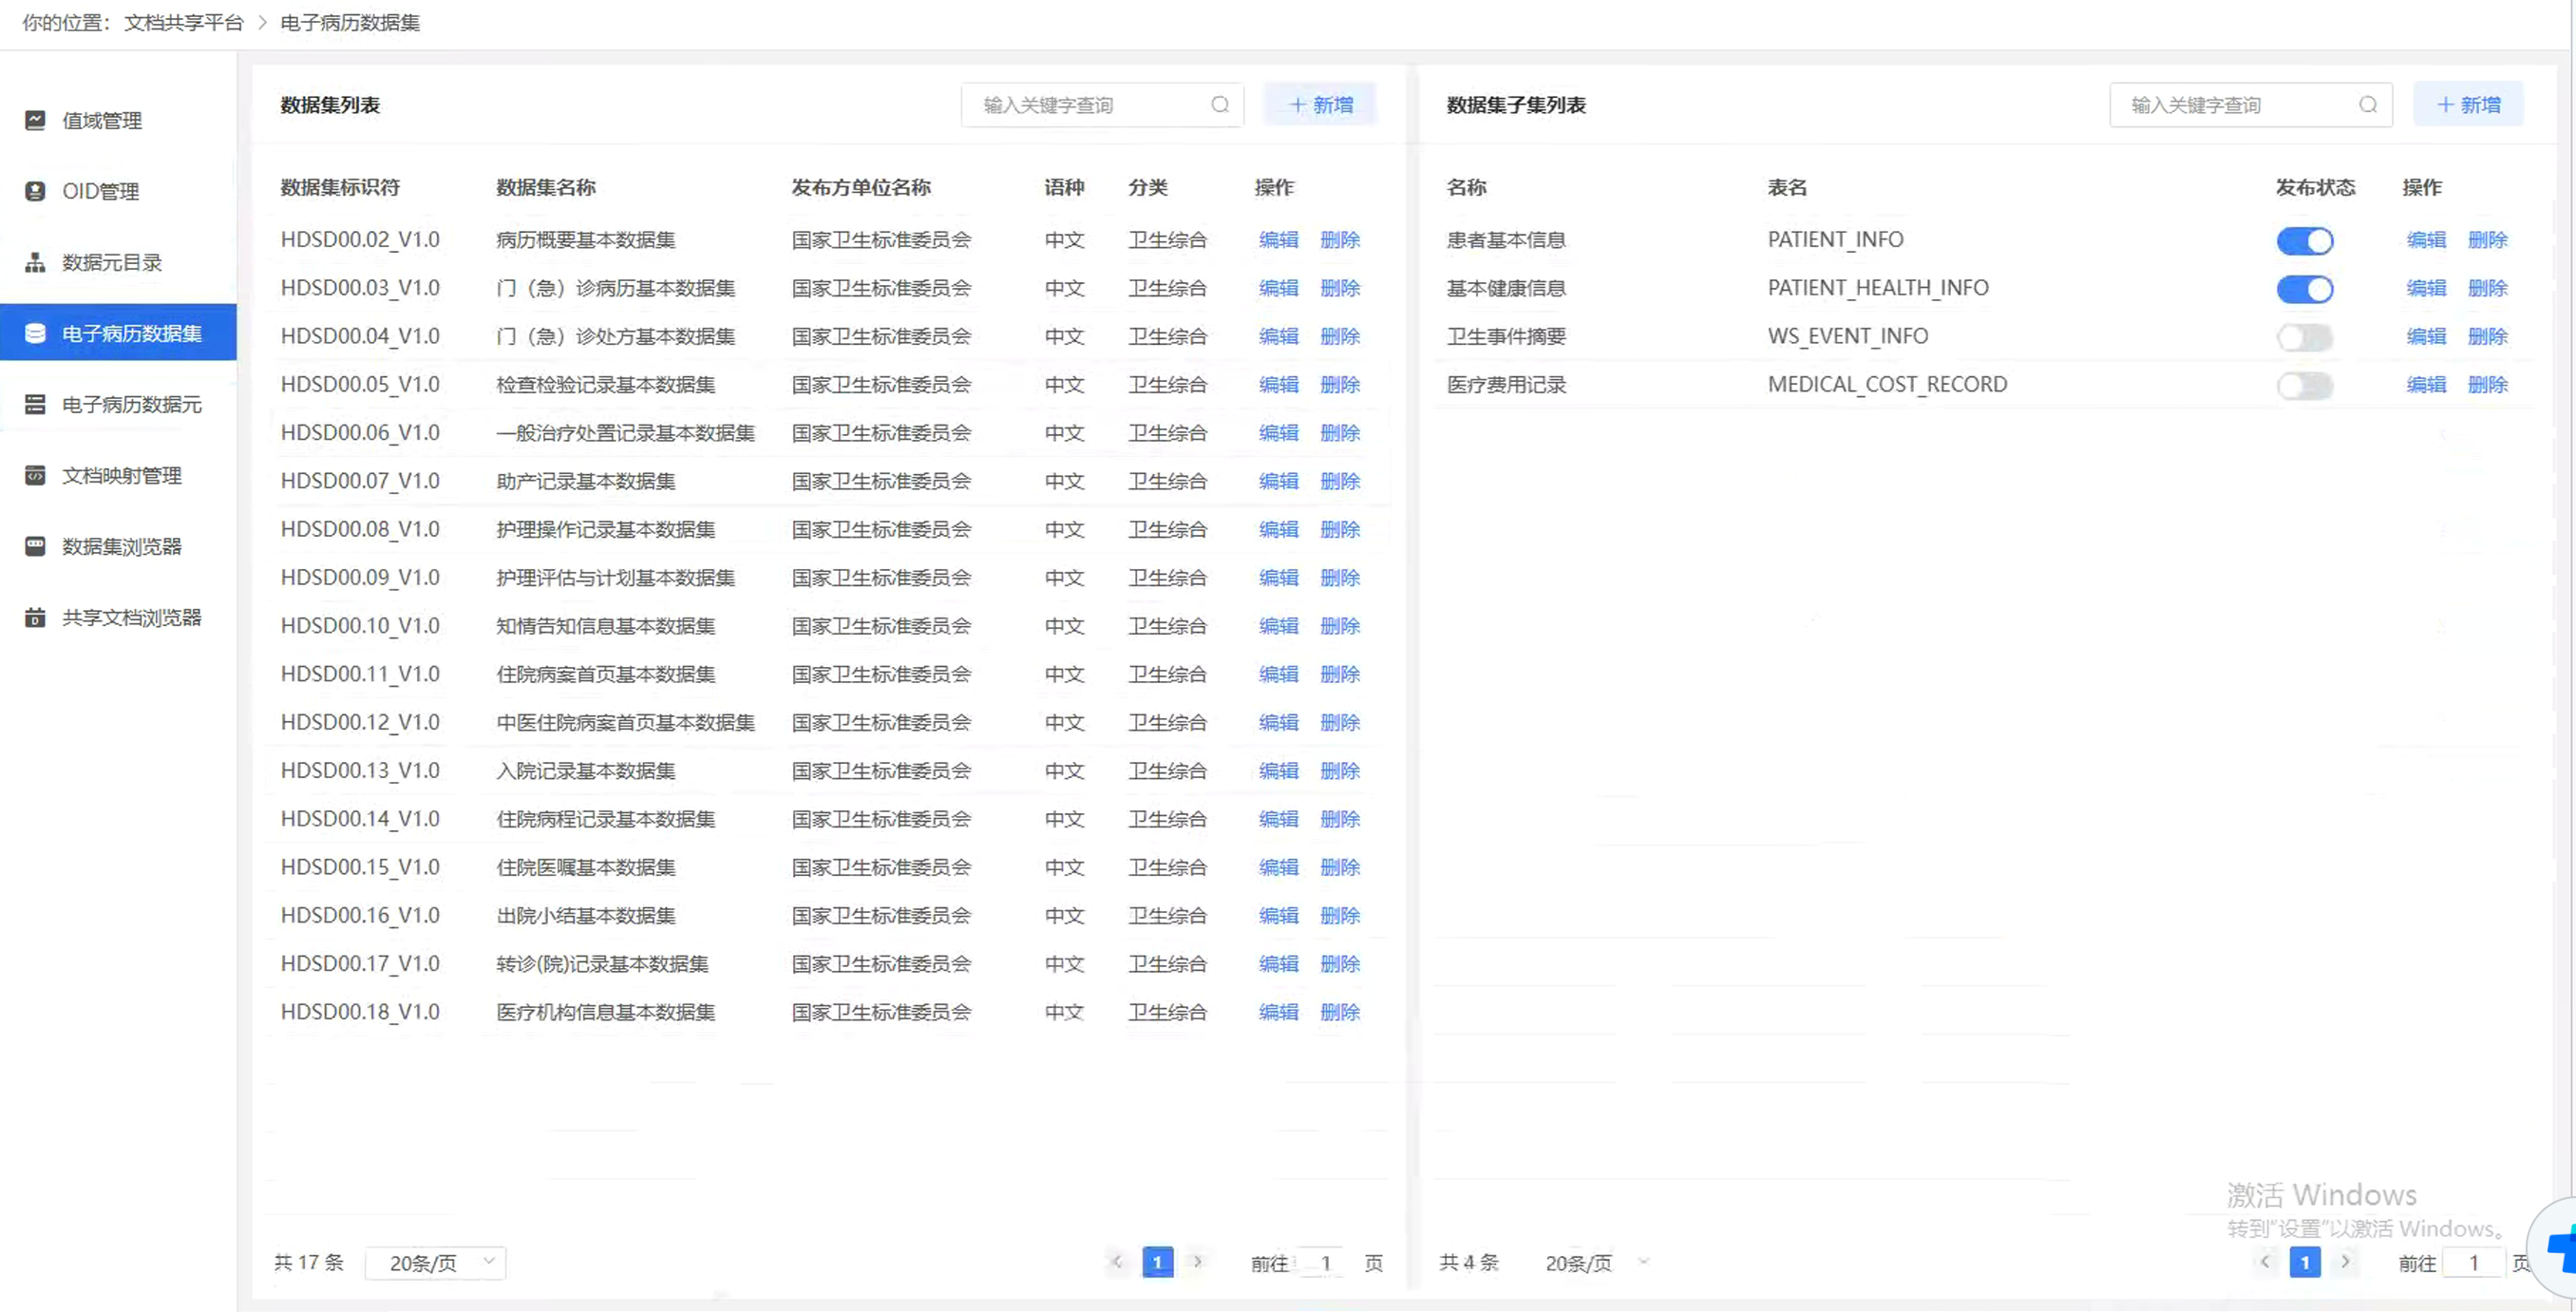 你的位置： 文档共享平台 > 电子病历数据集
值域管理
OID管理
数据元目录
电子病历数据集
电子病历数据元
文档映射管理
数据集浏览器
共享文档浏览器
数据集列表 输入关键字查询 + 新增
数据集标识符 数据集名称 发布方单位名称 语种 分类 操作
HDSD00.02_V1.0 病历概要基本数据集 国家卫生标准委员会 中文 卫生综合 编辑 删除
HDSD00.03_V1.0 门（急）诊病历基本数据集 国家卫生标准委员会 中文 卫生综合 编辑 删除
HDSD00.04_V1.0 门（急）诊处方基本数据集 国家卫生标准委员会 中文 卫生综合 编辑 删除
HDSD00.05_V1.0 检查检验记录基本数据集 国家卫生标准委员会 中文 卫生综合 编辑 删除
HDSD00.06_V1.0 一般治疗处置记录基本数据集 国家卫生标准委员会 中文 卫生综合 编辑 删除
HDSD00.07_V1.0 助产记录基本数据集 国家卫生标准委员会 中文 卫生综合 编辑 删除
HDSD00.08_V1.0 护理操作记录基本数据集 国家卫生标准委员会 中文 卫生综合 编辑 删除
HDSD00.09_V1.0 护理评估与计划基本数据集 国家卫生标准委员会 中文 卫生综合 编辑 删除
HDSD00.10_V1.0 知情告知信息基本数据集 国家卫生标准委员会 中文 卫生综合 编辑 删除
HDSD00.11_V1.0 住院病案首页基本数据集 国家卫生标准委员会 中文 卫生综合 编辑 删除
HDSD00.12_V1.0 中医住院病案首页基本数据集 国家卫生标准委员会 中文 卫生综合 编辑 删除
HDSD00.13_V1.0 入院记录基本数据集 国家卫生标准委员会 中文 卫生综合 编辑 删除
HDSD00.14_V1.0 住院病程记录基本数据集 国家卫生标准委员会 中文 卫生综合 编辑 删除
HDSD00.15_V1.0 住院医嘱基本数据集 国家卫生标准委员会 中文 卫生综合 编辑 删除
HDSD00.16_V1.0 出院小结基本数据集 国家卫生标准委员会 中文 卫生综合 编辑 删除
HDSD00.17_V1.0 转诊(院)记录基本数据集 国家卫生标准委员会 中文 卫生综合 编辑 删除
HDSD00.18_V1.0 医疗机构信息基本数据集 国家卫生标准委员会 中文 卫生综合 编辑 删除
共 17 条 20条/页 < 1 > 前往 1 页
数据集子集列表 输入关键字查询 + 新增
名称 表名 发布状态 操作
患者基本信息 PATIENT_INFO 编辑 删除
基本健康信息 PATIENT_HEALTH_INFO 编辑 删除
卫生事件摘要 WS_EVENT_INFO 编辑 删除
医疗费用记录 MEDICAL_COST_RECORD 编辑 删除
激活 Windows
转到“设置”以激活 Windows。
共 4 条 20条/页 < 1 > 前往 1 页